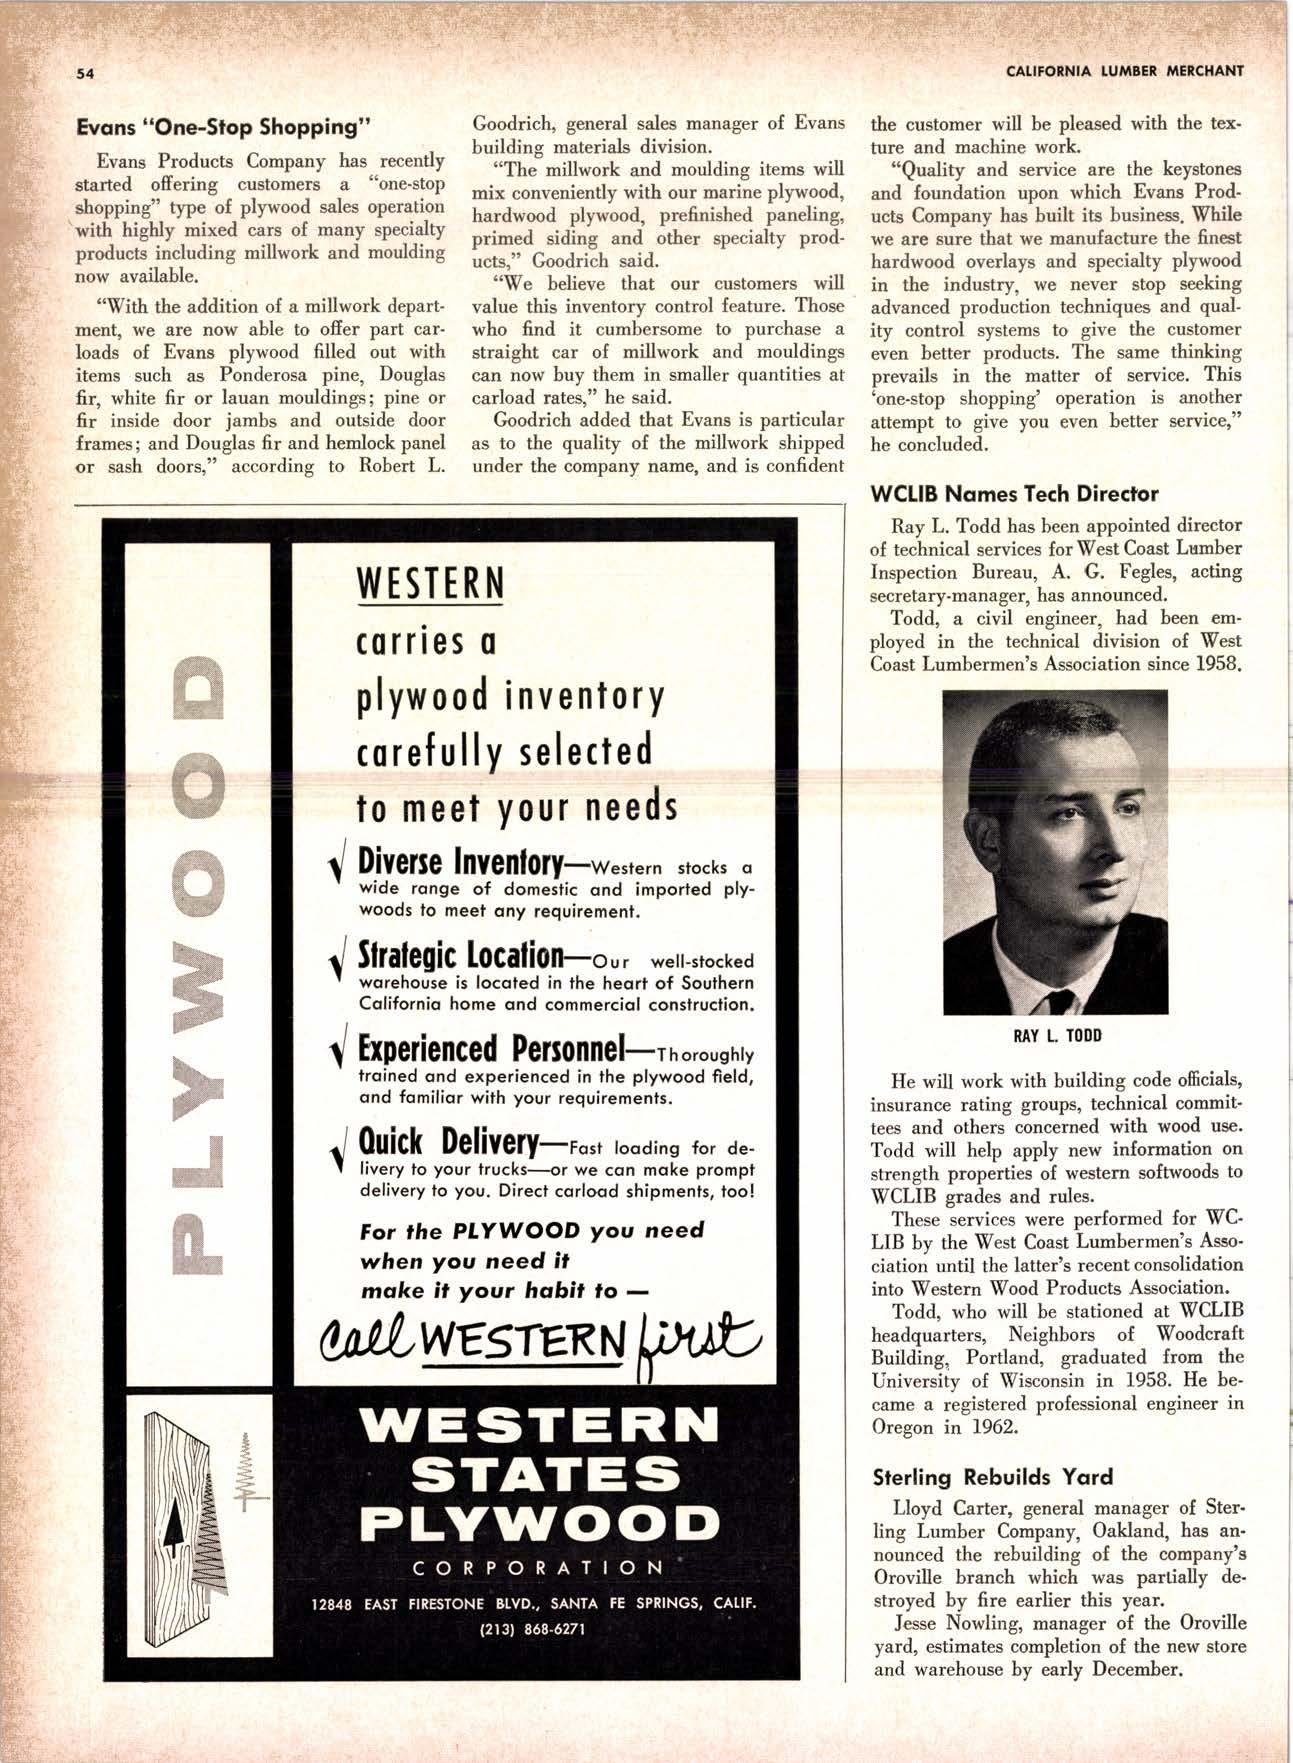 54
CALIFORNIA LUMBER MERCHANT
Evans "One-Stop Shopping"
Evans Products Company has recently
started offering customers a "one-stop
shopping" type of plywood sales operation
with highly mixed cars of many specialty
products including millwork and moulding
now available.
"With the addition of a millwork depart-
ment, we are now able to offer part car-
loads of Evans plywood filled out with
items such as Ponderosa pine, Douglas
fir, white fir or lauan mouldings; pine or
fir inside door jambs and outside door
frames; and Douglas fir and hemlock panel
or sash doors," according to Robert L.
Goodrich, general sales manager of Evans
building materials division.
"The millwork and moulding items will
mix conveniently with our marine plywood,
hardwood plywood, prefinished paneling,
primed siding and other specialty prod-
ucts," Goodrich said.
"We believe that our customers will
value this inventory control feature. Those
who find it cumbersome to purchase a
straight car of millwork and mouldings
can now buy them in smaller quantities at
carload rates," he said.
Goodrich added that Evans is particular
as to the quality of the millwork shipped
under the company name, and is confident
the customer will be pleased with the tex-
ture and machine work.
"Quality and service are the keystones
and foundation upon which Evans Prod-
ucts Company has built its business. While
we are sure that we manufacture the finest
hardwood overlays and specialty plywood
in the industry, we never stop seeking
advanced production techniques and qual-
ity control systems to give the customer
even better products. The same thinking
prevails in the matter of service. This
'one-stop shopping' operation is another
attempt to give you even better service,"
he concluded.
WCLIB Names Tech Director
Ray L. Todd has been appointed director
of technical services for West Coast Lumber
Inspection Bureau, A. G. Fegles, acting
secretary-manager, has announced.
Todd, a civil engineer, had been em-
ployed in the technical division of West
Coast Lumbermen's Association since 1958.
RAY L. TODD
He will work with building code officials,
insurance rating groups, technical commit-
tees and others concerned with wood use.
Todd will help apply new information on
strength properties of western softwoods to
WCLIB grades and rules.
These services were performed for WC-
LIB by the West Coast Lumbermen's Asso-
ciation until the latter's recent consolidation
into Western Wood Products Association.
Todd, who will be stationed at WCLIB
headquarters, Neighbors of Woodcraft
Building, Portland, graduated from the
University of Wisconsin in 1958. He be-
came a registered professional engineer in
Oregon in 1962.
Sterling Rebuilds Yard
Lloyd Carter, general manager of Ster-
ling Lumber Company, Oakland, has an-
nounced the rebuilding of the company's
Oroville branch which was partially de-
stroyed by fire earlier this year.
Jesse Nowling, manager of the Oroville
yard, estimates completion of the new store
and warehouse by early December.
PLYWOOD
WESTERN
carries a
plywood inventory
carefully selected
to meet your needs
√ Diverse Inventory—Western stocks a
wide range of domestic and imported ply-
woods to meet any requirement.
√ Strategic Location—Our well-stocked
warehouse is located in the heart of Southern
California home and commercial construction.
√ Experienced Personnel—Thoroughly
trained and experienced in the plywood field,
and familiar with your requirements.
√ Quick Delivery—Fast loading for de-
livery to your trucks—or we can make prompt
delivery to you. Direct carload shipments, too!
For the PLYWOOD you need
when you need it
make it your habit to —
Call WESTERN first
WESTERN
STATES
PLYWOOD
CORPORATION
12848 EAST FIRESTONE BLVD., SANTA FE SPRINGS, CALIF.
(213) 868-6271